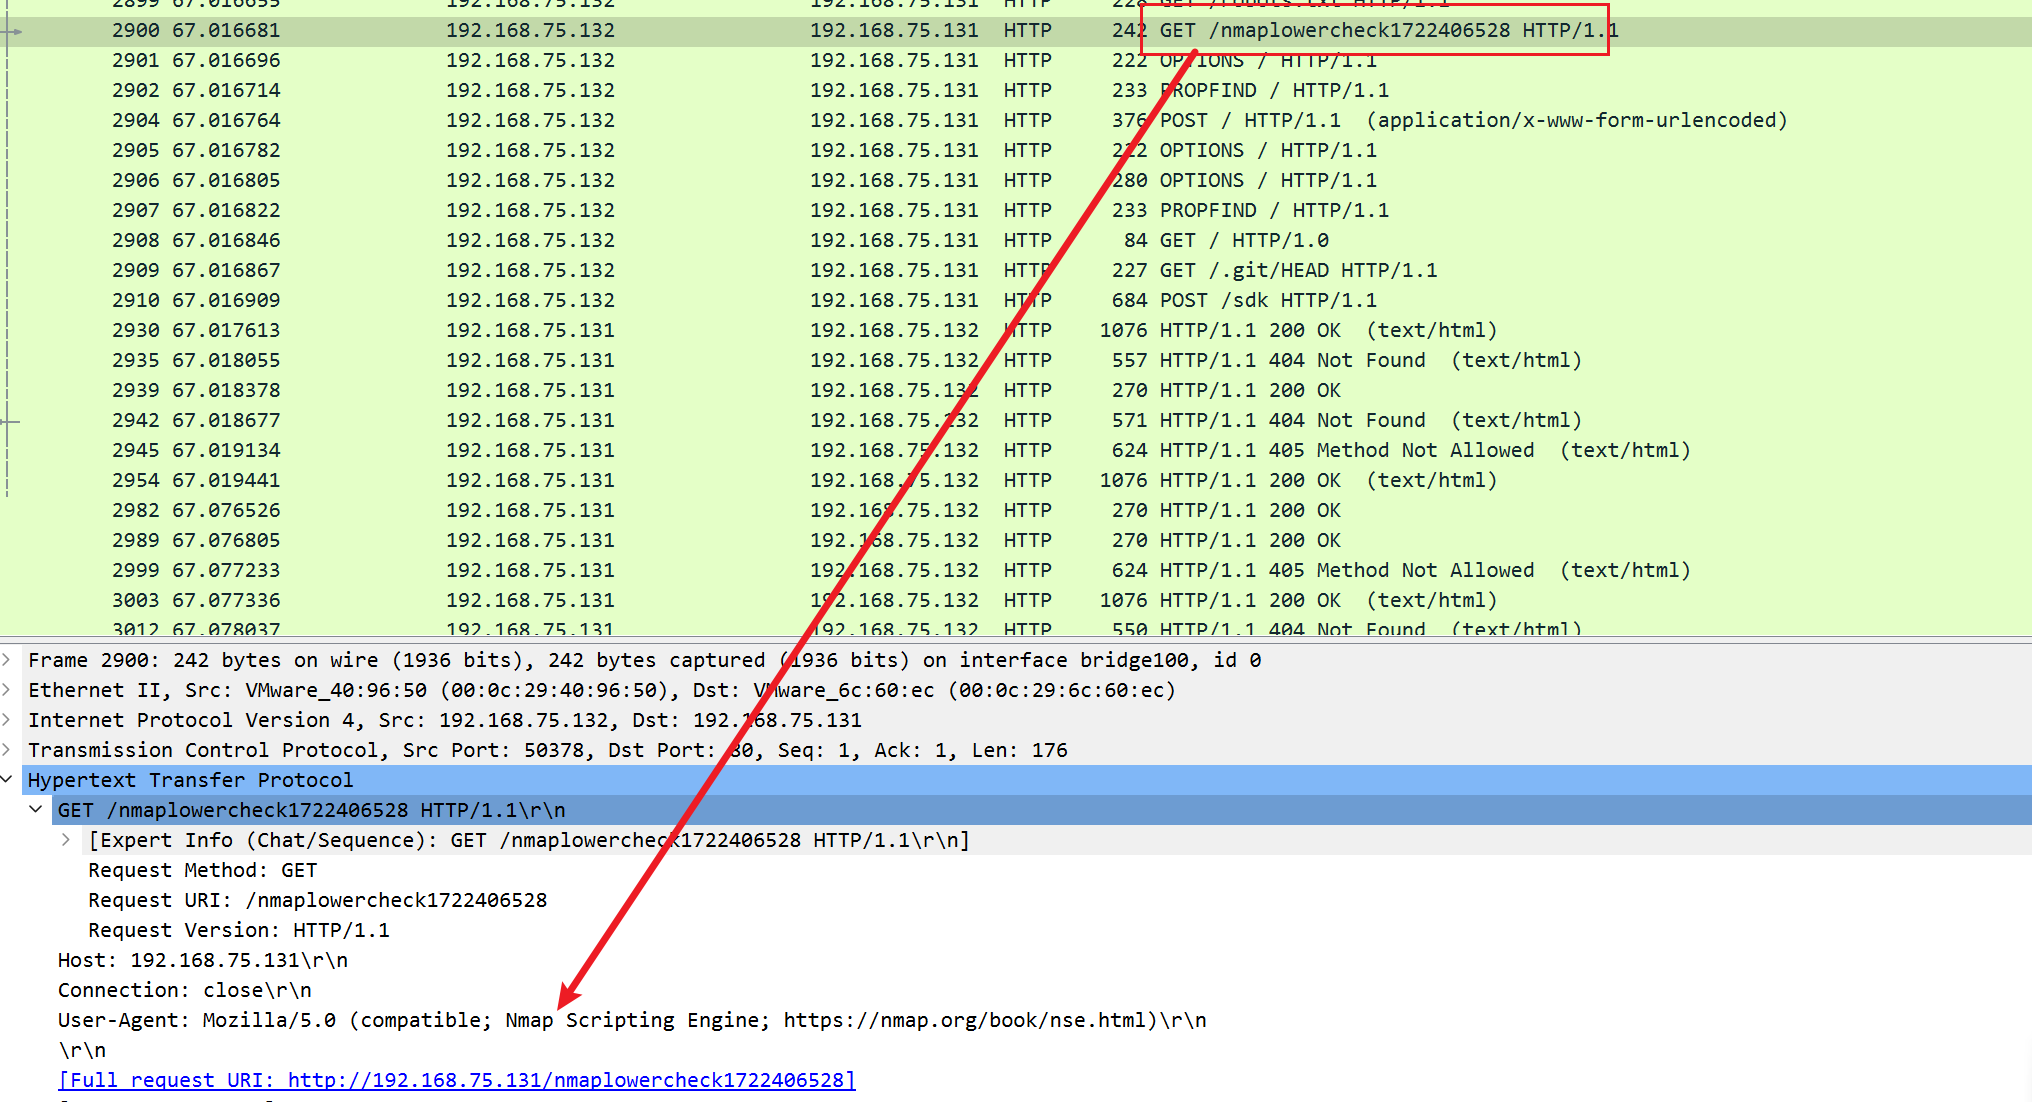 2899 67.016655 192.168.75.132 192.168.75.131 HTTP 228 GET /robots.txt HTTP/1.1
2900 67.016681 192.168.75.132 192.168.75.131 HTTP 242 GET /nmaplowercheck1722406528 HTTP/1.1
2901 67.016696 192.168.75.132 192.168.75.131 HTTP 222 OPTIONS / HTTP/1.1
2902 67.016714 192.168.75.132 192.168.75.131 HTTP 233 PROPFIND / HTTP/1.1
2904 67.016764 192.168.75.132 192.168.75.131 HTTP 376 POST / HTTP/1.1  (application/x-www-form-urlencoded)
2905 67.016782 192.168.75.132 192.168.75.131 HTTP 222 OPTIONS / HTTP/1.1
2906 67.016805 192.168.75.132 192.168.75.131 HTTP 280 OPTIONS / HTTP/1.1
2907 67.016822 192.168.75.132 192.168.75.131 HTTP 233 PROPFIND / HTTP/1.1
2908 67.016846 192.168.75.132 192.168.75.131 HTTP 84 GET / HTTP/1.0
2909 67.016867 192.168.75.132 192.168.75.131 HTTP 227 GET /.git/HEAD HTTP/1.1
2910 67.016909 192.168.75.132 192.168.75.131 HTTP 684 POST /sdk HTTP/1.1
2930 67.017613 192.168.75.131 192.168.75.132 HTTP 1076 HTTP/1.1 200 OK  (text/html)
2935 67.018055 192.168.75.131 192.168.75.132 HTTP 557 HTTP/1.1 404 Not Found  (text/html)
2939 67.018378 192.168.75.131 192.168.75.132 HTTP 270 HTTP/1.1 200 OK
2942 67.018677 192.168.75.131 192.168.75.132 HTTP 571 HTTP/1.1 404 Not Found  (text/html)
2945 67.019134 192.168.75.131 192.168.75.132 HTTP 624 HTTP/1.1 405 Method Not Allowed  (text/html)
2954 67.019441 192.168.75.131 192.168.75.132 HTTP 1076 HTTP/1.1 200 OK  (text/html)
2982 67.076526 192.168.75.131 192.168.75.132 HTTP 270 HTTP/1.1 200 OK
2989 67.076805 192.168.75.131 192.168.75.132 HTTP 270 HTTP/1.1 200 OK
2999 67.077233 192.168.75.131 192.168.75.132 HTTP 624 HTTP/1.1 405 Method Not Allowed  (text/html)
3003 67.077336 192.168.75.131 192.168.75.132 HTTP 1076 HTTP/1.1 200 OK  (text/html)
3012 67.078037 192.168.75.131 192.168.75.132 HTTP 550 HTTP/1.1 404 Not Found  (text/html)
Frame 2900: 242 bytes on wire (1936 bits), 242 bytes captured (1936 bits) on interface bridge100, id 0
Ethernet II, Src: VMware_40:96:50 (00:0c:29:40:96:50), Dst: VMware_6c:60:ec (00:0c:29:6c:60:ec)
Internet Protocol Version 4, Src: 192.168.75.132, Dst: 192.168.75.131
Transmission Control Protocol, Src Port: 50378, Dst Port: 80, Seq: 1, Ack: 1, Len: 176
Hypertext Transfer Protocol
GET /nmaplowercheck1722406528 HTTP/1.1\r\n
[Expert Info (Chat/Sequence): GET /nmaplowercheck1722406528 HTTP/1.1\r\n]
Request Method: GET
Request URI: /nmaplowercheck1722406528
Request Version: HTTP/1.1
Host: 192.168.75.131\r\n
Connection: close\r\n
User-Agent: Mozilla/5.0 (compatible; Nmap Scripting Engine; https://nmap.org/book/nse.html)\r\n
\r\n
[Full request URI: http://192.168.75.131/nmaplowercheck1722406528]